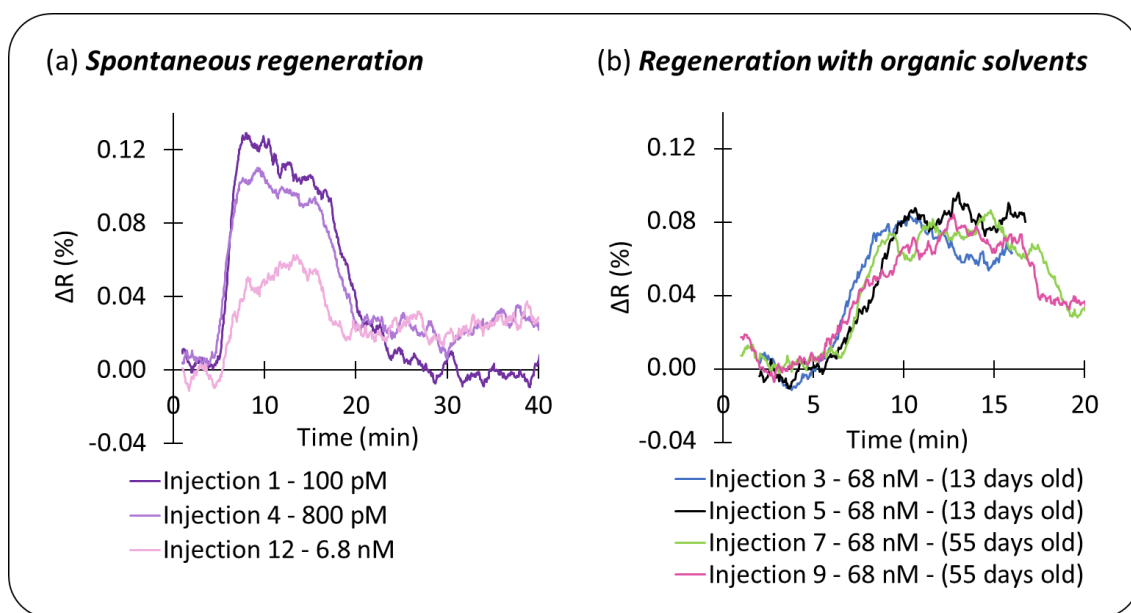 (a) Spontaneous regeneration
0.12
0.08
0.04
0.00
-0.04
ΔR (%)
0 10 20 30 40
Time (min)
Injection 1 - 100 pM
Injection 4 - 800 pM
Injection 12 - 6.8 nM
(b) Regeneration with organic solvents
0.12
0.08
0.04
0.00
-0.04
ΔR (%)
0 5 10 15 20
Time (min)
Injection 3 - 68 nM - (13 days old)
Injection 5 - 68 nM - (13 days old)
Injection 7 - 68 nM - (55 days old)
Injection 9 - 68 nM - (55 days old)